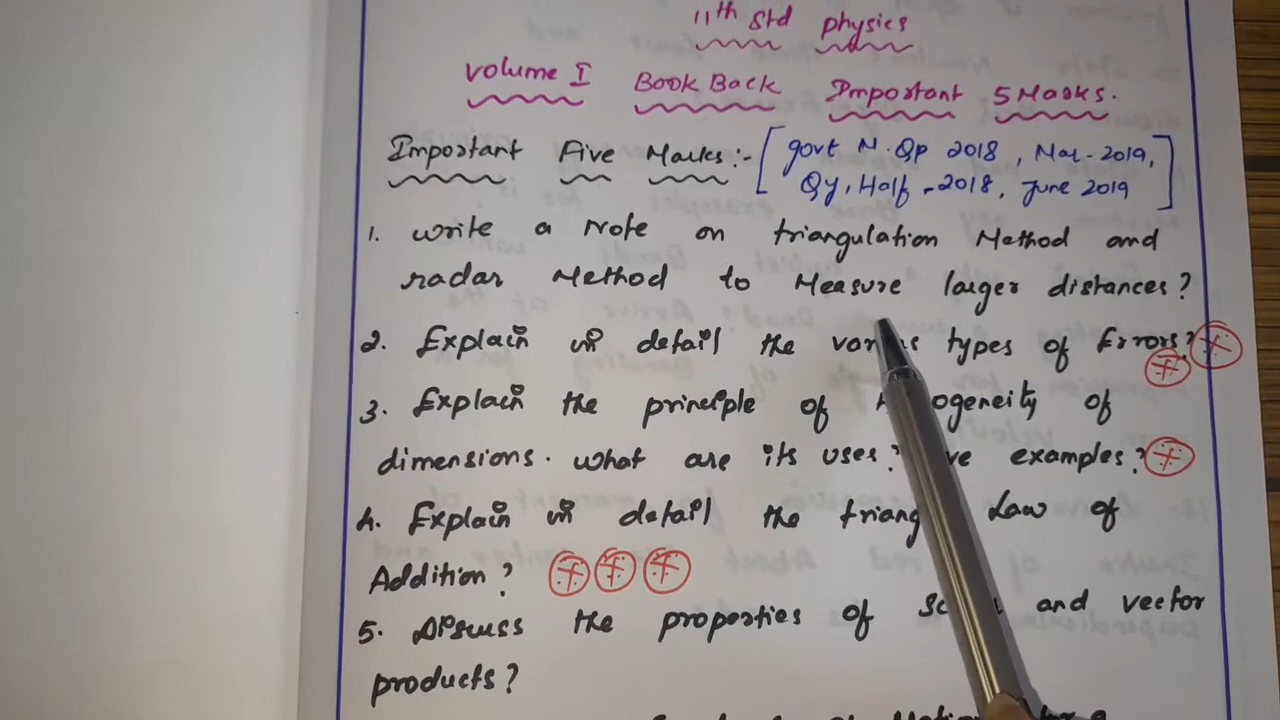 11th Std physics
Volume I Book Back Important 5 Marks.
Important Five Marks:- [govt M. Qp 2018, Mar-2019,
Qy, Half -2018, June 2019]
1. Write a Note on triangulation Method and
radar Method to Measure larger distances?
2. Explain in detail the types of Errors?
3. Explain the principle of of
dimensions. What are its uses? examples?
4. Explain in detail the Law of
Addition?
5. Discuss the properties of and vector
products?